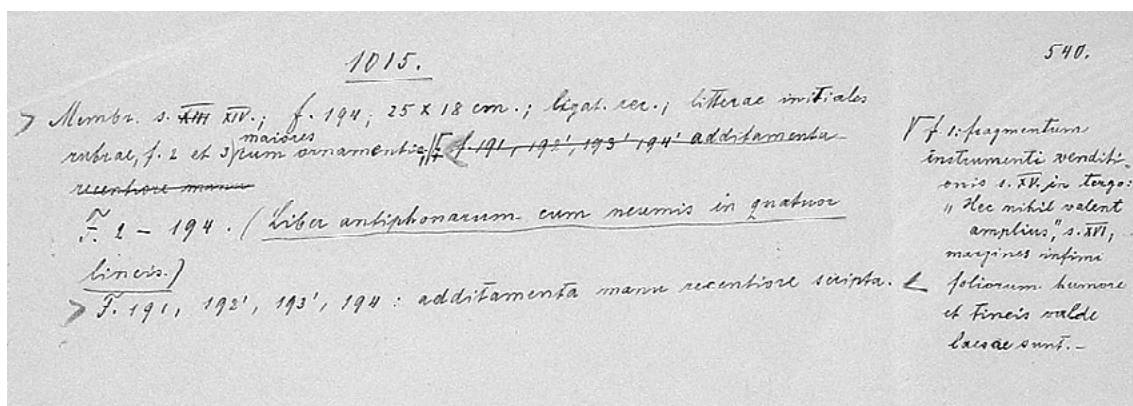 540.
1015.
Membr. s. XIII XIV.; f. 194; 25 x 18 cm.; ligat. rec.; litterae initiales
maiores
rubrae, f. 2 et 3 cum ornamentis, f. 191, 192', 193' 194' additamenta
recentiore manu
F. 2 – 194. (Liber antiphonarum cum neumis in quatuor
lineis.)
F. 191, 192', 193', 194: additamenta manu recentiore scripta.
f. 1: fragmentum
instrumenti venditi-
onis s. XV. in tergo:
"Hec nihil valent
amplius," s. XVI,
margines infimi
foliorum humore
et tineis valde
laesae sunt. –